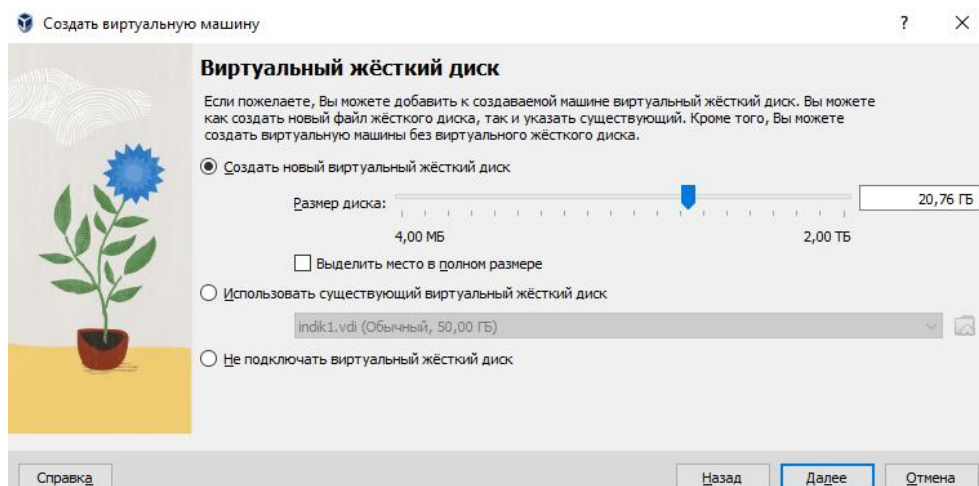 Создать виртуальную машину
?
Виртуальный жёсткий диск
Если пожелаете, Вы можете добавить к создаваемой машине виртуальный жёсткий диск. Вы можете
как создать новый файл жёсткого диска, так и указать существующий. Кроме того, Вы можете
создать виртуальную машины без виртуального жёсткого диска.
Создать новый виртуальный жёсткий диск
Размер диска:
20,76 ГБ
4,00 МБ
2,00 ТБ
Выделить место в полном размере
Использовать существующий виртуальный жёсткий диск
indik1.vdi (Обычный, 50,00 ГБ)
Не подключать виртуальный жёсткий диск
Справка
Назад
Далее
Отмена